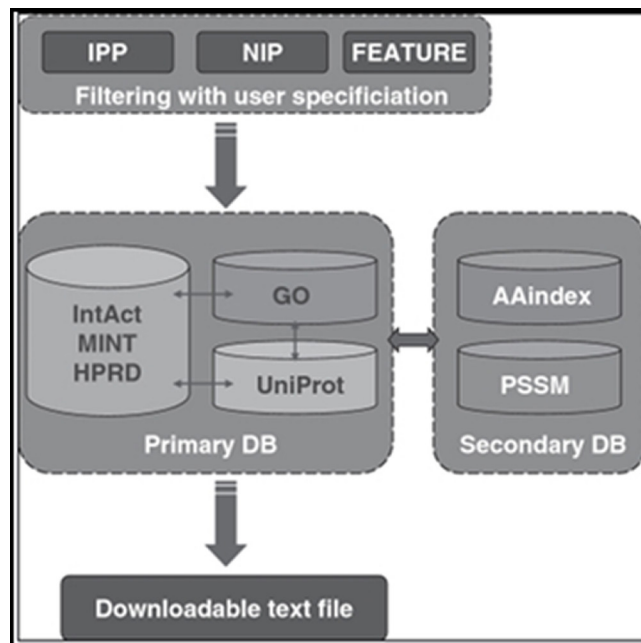 IPP NIP FEATURE
Filtering with user specificiation
IntAct
MINT
HPRD
GO
UniProt
Primary DB
AAindex
PSSM
Secondary DB
Downloadable text file